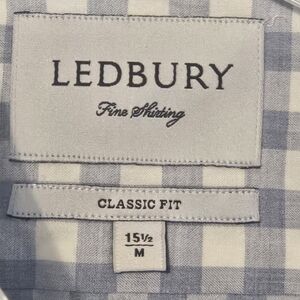 LEDBURY
Fine Shirting
CLASSIC FIT
15½
M